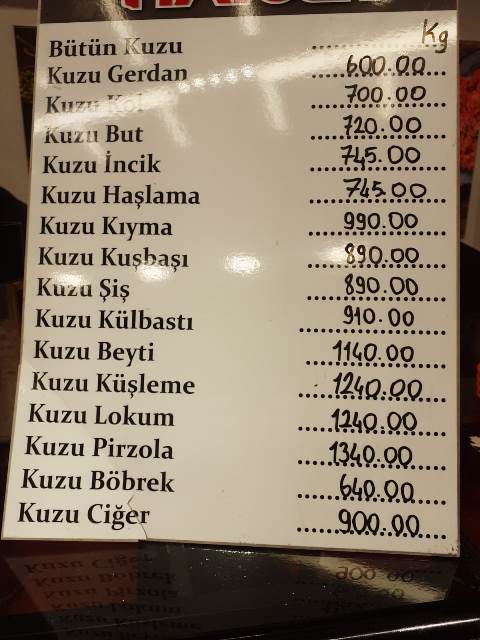 Bütün Kuzu ............ Kg
Kuzu Gerdan ............ 600.00
Kuzu Kol ............ 700.00
Kuzu But ............ 720.00
Kuzu İncik ............ 745.00
Kuzu Haşlama ............ 745.00
Kuzu Kıyma ............ 990.00
Kuzu Kuşbaşı ............ 890.00
Kuzu Şiş ............ 890.00
Kuzu Külbastı ............ 910.00
Kuzu Beyti ............ 1140.00
Kuzu Küşleme ............ 1240.00
Kuzu Lokum ............ 1240.00
Kuzu Pirzola ............ 1340.00
Kuzu Böbrek ............ 640.00
Kuzu Ciğer ............ 900.00